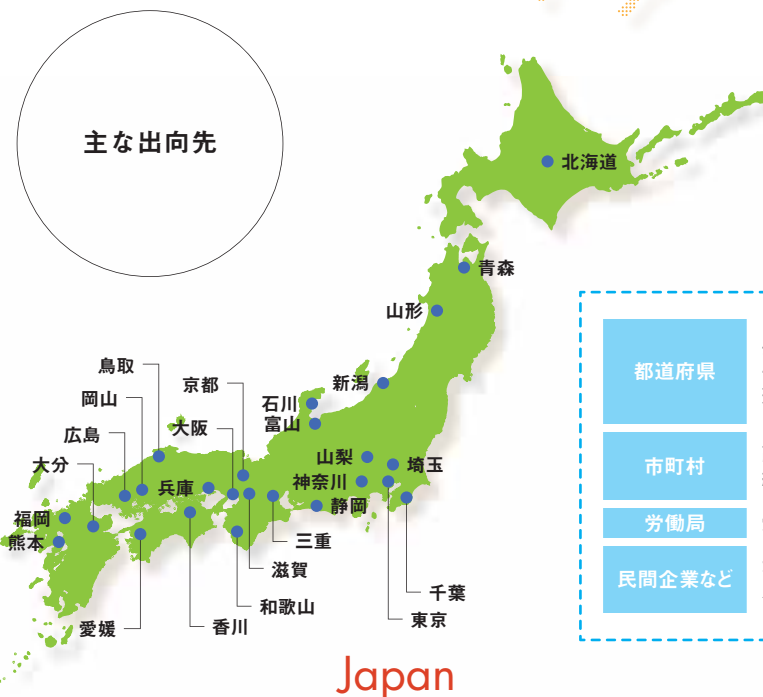 主な出向先
北海道
青森
山形
新潟
石川
富山
鳥取
岡山
広島
大分
京都
大阪
兵庫
福岡
熊本
山梨
埼玉
神奈川
静岡
三重
滋賀
和歌山
香川
愛媛
千葉
東京
都道府県
市町村
労働局
民間企業など
Japan